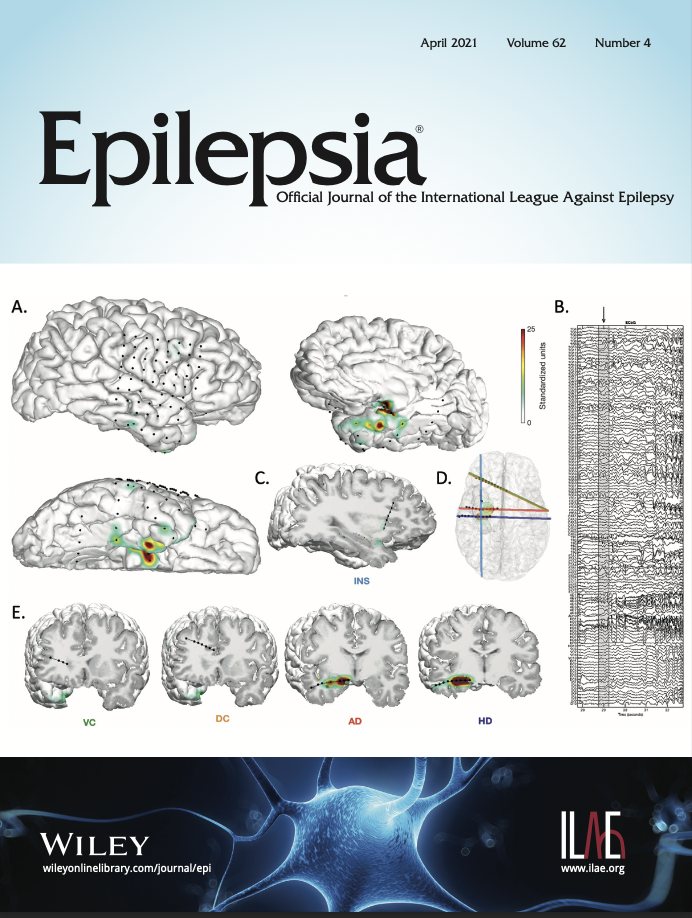 April 2021 Volume 62 Number 4
Epilepsia®
Official Journal of the International League Against Epilepsy
A.
B.
25
Standardized units
0
ECoG
C.
D.
INS
E.
VC
DC
AD
HD
Time (seconds)
WILEY
wileyonlinelibrary.com/journal/epi
ILAE
www.ilae.org